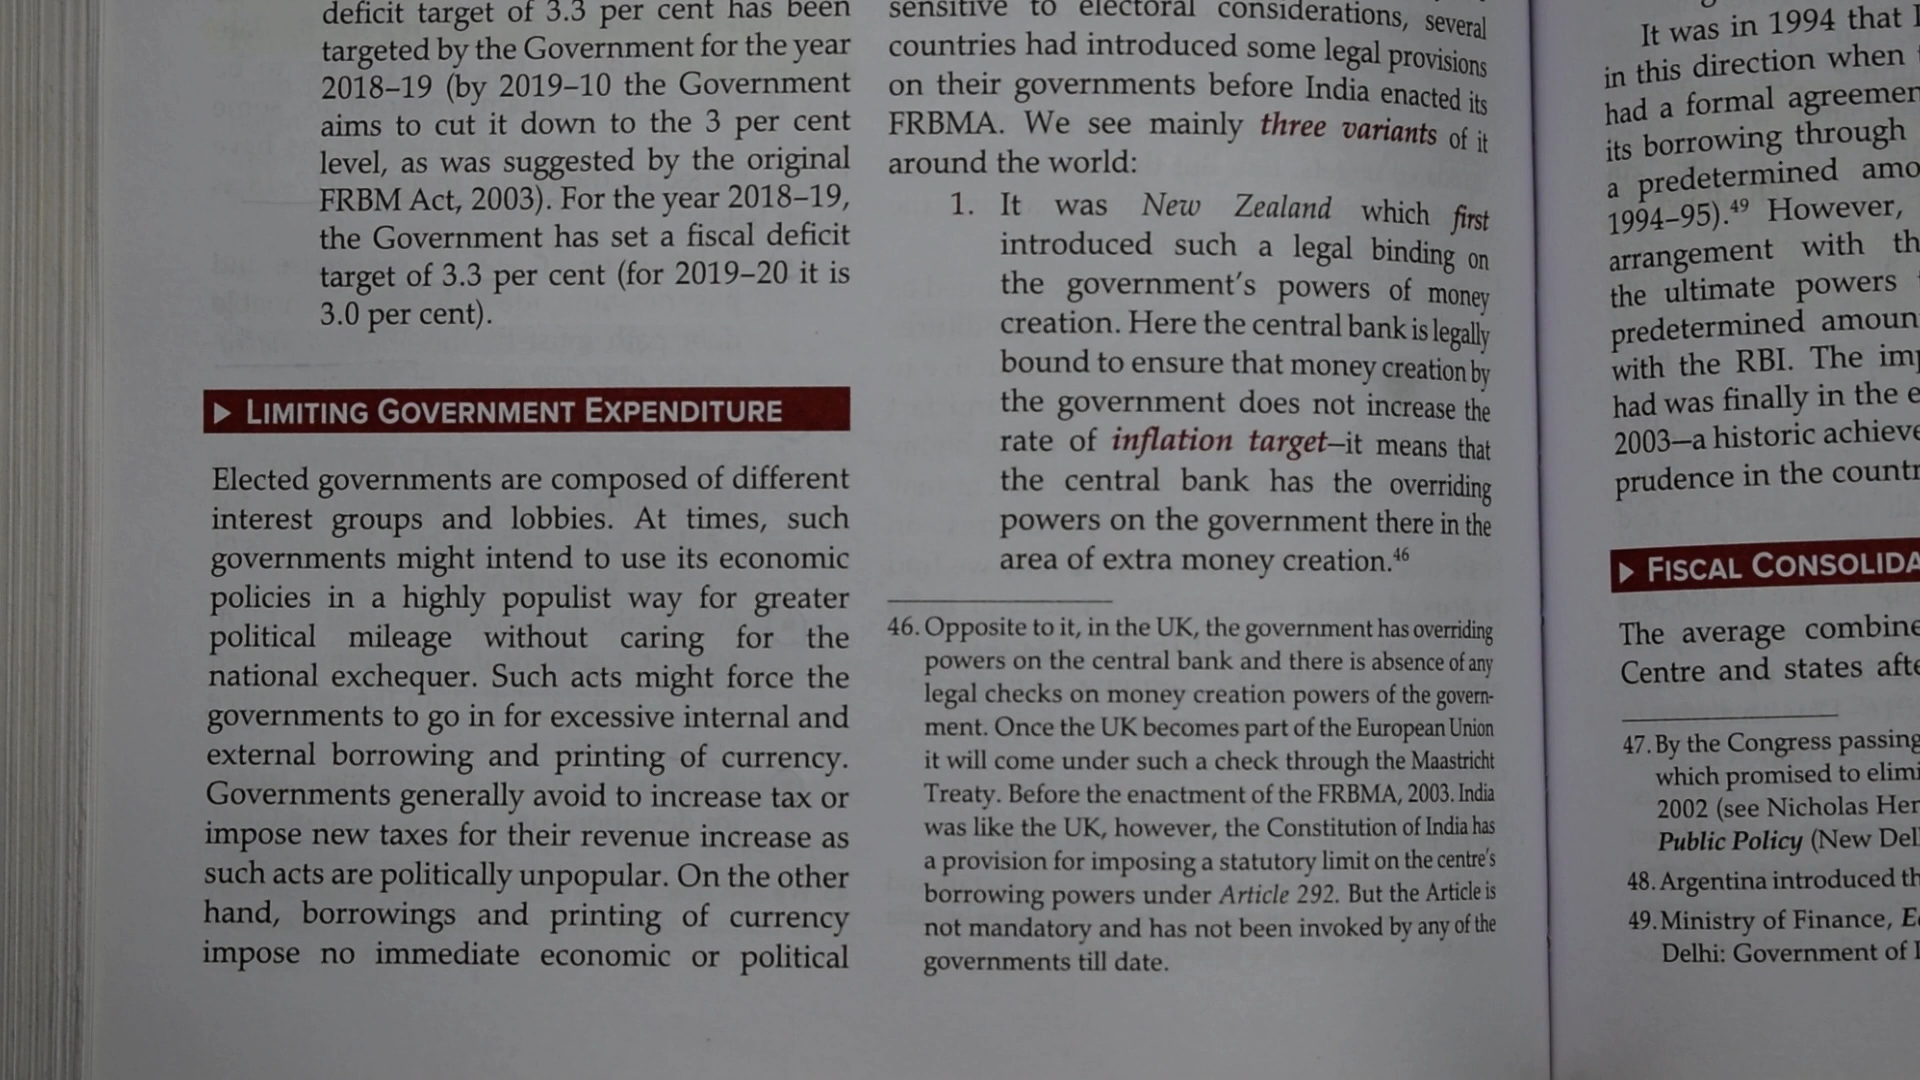 deficit target of 3.3 per cent has been
targeted by the Government for the year
2018–19 (by 2019–10 the Government
aims to cut it down to the 3 per cent
level, as was suggested by the original
FRBM Act, 2003). For the year 2018–19,
the Government has set a fiscal deficit
target of 3.3 per cent (for 2019–20 it is
3.0 per cent).
LIMITING GOVERNMENT EXPENDITURE
Elected governments are composed of different
interest groups and lobbies. At times, such
governments might intend to use its economic
policies in a highly populist way for greater
political mileage without caring for the
national exchequer. Such acts might force the
governments to go in for excessive internal and
external borrowing and printing of currency.
Governments generally avoid to increase tax or
impose new taxes for their revenue increase as
such acts are politically unpopular. On the other
hand, borrowings and printing of currency
impose no immediate economic or political
sensitive to electoral considerations, several
countries had introduced some legal provisions
on their governments before India enacted its
FRBMA. We see mainly three variants of it
around the world:
1. It was New Zealand which first
introduced such a legal binding on
the government's powers of money
creation. Here the central bank is legally
bound to ensure that money creation by
the government does not increase the
rate of inflation target—it means that
the central bank has the overriding
powers on the government there in the
area of extra money creation.46
46. Opposite to it, in the UK, the government has overriding
powers on the central bank and there is absence of any
legal checks on money creation powers of the govern-
ment. Once the UK becomes part of the European Union
it will come under such a check through the Maastricht
Treaty. Before the enactment of the FRBMA, 2003. India
was like the UK, however, the Constitution of India has
a provision for imposing a statutory limit on the centre's
borrowing powers under Article 292. But the Article is
not mandatory and has not been invoked by any of the
governments till date.
It was in 1994 that
in this direction when
had a formal
its borrowing through
a predetermined
1994–95).49 However,
arrangement with
the ultimate powers
predetermined
with the RBI. The
had was finally in the
2003—a historic
prudence in the
FISCAL
The average
Centre and states
47. By the Congress passing
which promised to
2002 (see Nicholas
Public Policy (New
48. Argentina introduced
49. Ministry of Finance,
Delhi: Government of